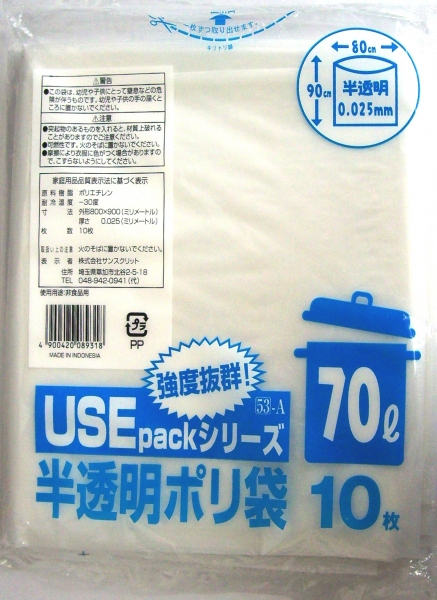 一枚ずつ取り出せます。
キリトリ線
80cm
90cm
半透明
0.025mm
⚠警告
●この袋は、幼児や子供にとって窒息などの危
険が伴うものです。幼児や子供の手の届くと
ころに置かないでください。
⚠注意
●突起物のあるものを入れると、材質上破れる
ことがありますのでご注意ください。
●可燃性です。火のそばに置かないでください。
●摩擦により衣服に色がつく場合がありますの
で、こすらないようにしてください。
家庭用品品質表示法に基づく表示
原料樹脂 ポリエチレン
耐冷温度 −30度
寸法 外形800×900(ミリメートル)
厚さ 0.025(ミリメートル)
枚数 10枚
取扱い上の注意 火のそばに置かないでください。
表示者 株式会社サンスクリット
住所 埼玉県草加市北谷2-5-18
TEL 048-942-0941(代)
使用用途:非食品用
4 900420 089318
MADE IN INDONESIA
プラ
PP
強度抜群!
53-A
USE packシリーズ
70ℓ
半透明ポリ袋 10枚